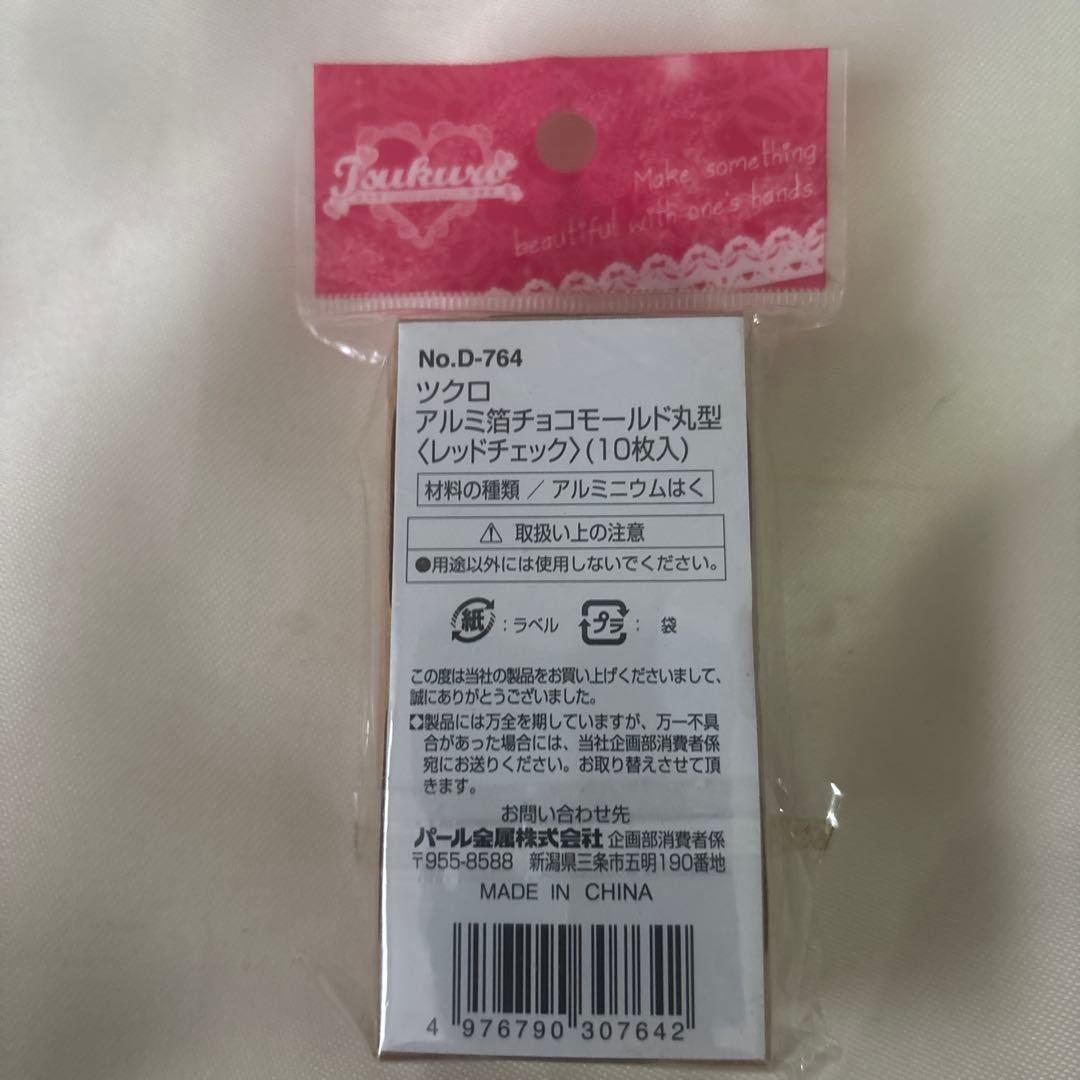 Tsukuro
Make something
beautiful with one's hands.
No.D-764
ツクロ
アルミ箔チョコモールド丸型
〈レッドチェック〉(10枚入)
材料の種類 / アルミニウムはく
取扱い上の注意
●用途以外には使用しないでください。
紙：ラベル プラ： 袋
この度は当社の製品をお買い上げくださいまして、
誠にありがとうございました。
製品には万全を期していますが、万一不具
合があった場合には、当社企画部消費者係
宛にお送りください。お取り替えさせて頂
きます。
お問い合わせ先
パール金属株式会社 企画部消費者係
〒955-8588 新潟県三条市五明190番地
MADE IN CHINA
4 976790 307642